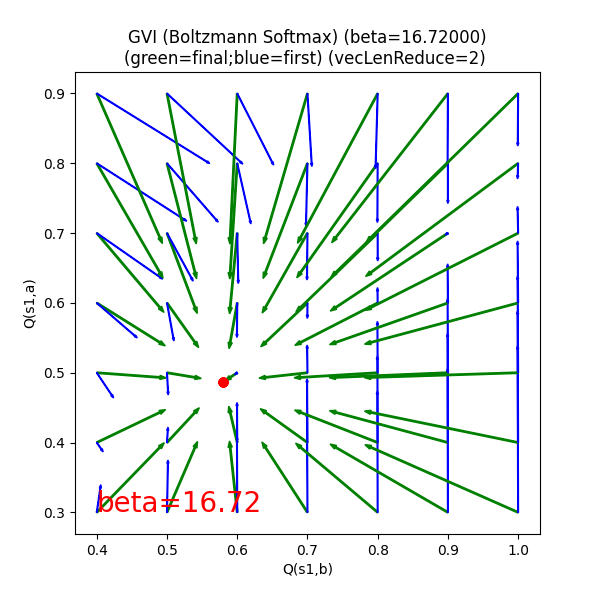 GVI (Boltzmann Softmax) (beta=16.72000)
(green=final;blue=first) (vecLenReduce=2)
Q(s1,a)
0.9
0.8
0.7
0.6
0.5
0.4
0.3
beta=16.72
0.4 0.5 0.6 0.7 0.8 0.9 1.0
Q(s1,b)